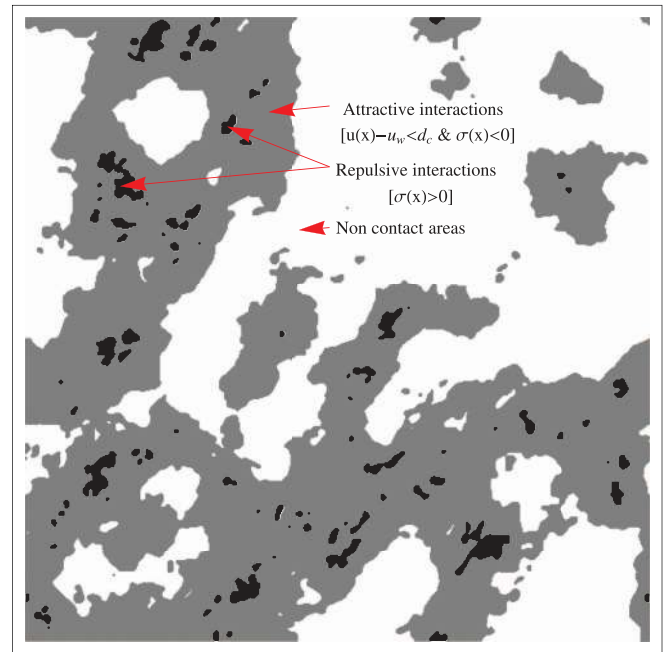 Attractive interactions
[u(x)−u_w<d_c & σ(x)<0]
Repulsive interactions
[σ(x)>0]
Non contact areas